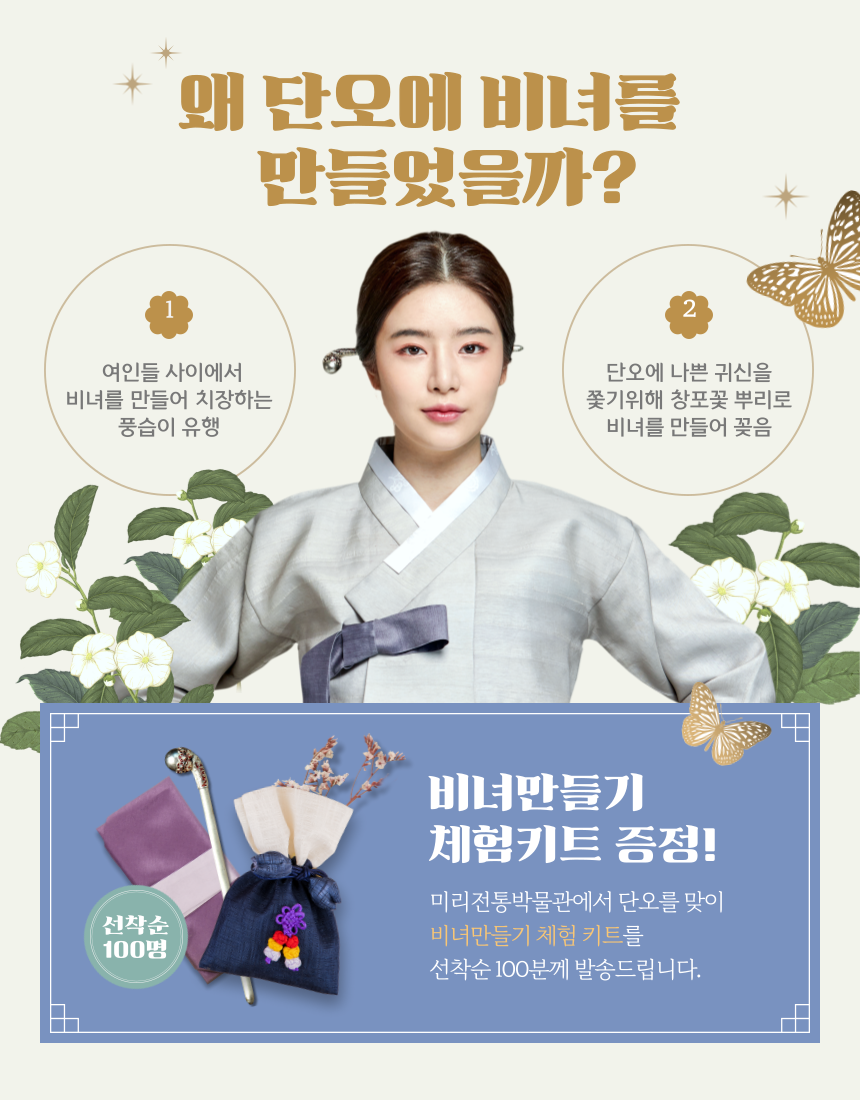 왜 단오에 비녀를
만들었을까?
1
여인들 사이에서
비녀를 만들어 치장하는
풍습이 유행
2
단오에 나쁜 귀신을
쫓기위해 창포꽃 뿌리로
비녀를 만들어 꽂음
비녀만들기
체험키트 증정!
미리전통박물관에서 단오를 맞이
비녀만들기 체험 키트를
선착순 100분께 발송드립니다.
선착순
100명